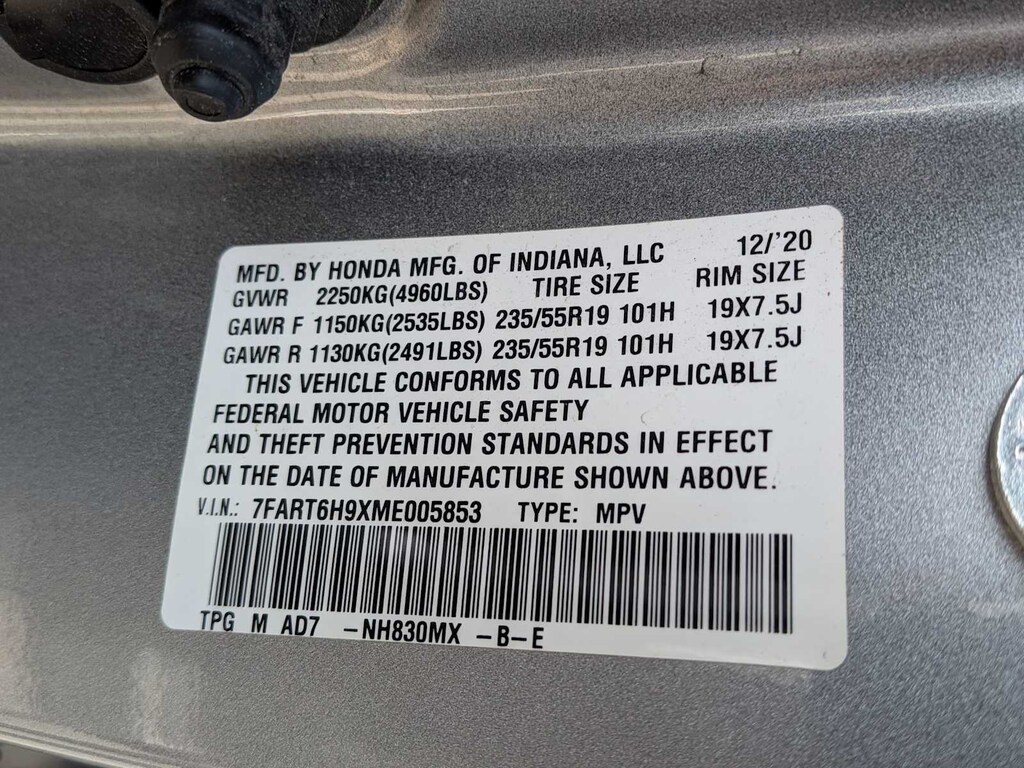 MFD. BY HONDA MFG. OF INDIANA, LLC 12/'20
GVWR 2250KG(4960LBS) TIRE SIZE RIM SIZE
GAWR F 1150KG(2535LBS) 235/55R19 101H 19X7.5J
GAWR R 1130KG(2491LBS) 235/55R19 101H 19X7.5J
THIS VEHICLE CONFORMS TO ALL APPLICABLE
FEDERAL MOTOR VEHICLE SAFETY
AND THEFT PREVENTION STANDARDS IN EFFECT
ON THE DATE OF MANUFACTURE SHOWN ABOVE.
V.I.N.: 7FART6H9XME005853 TYPE: MPV
TPG M AD7 -NH830MX -B-E